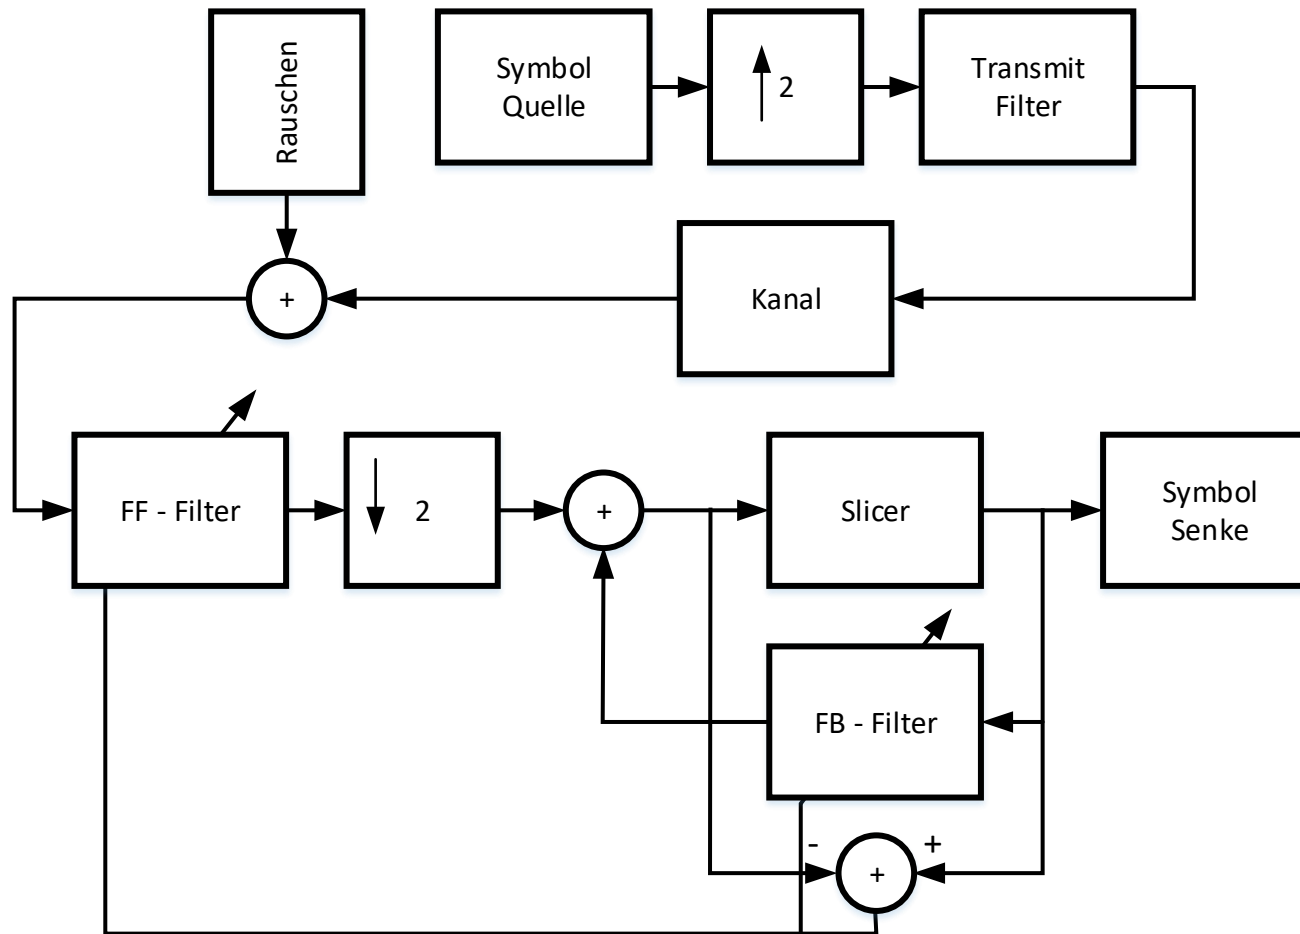 Rauschen
Symbol
Quelle
2
Transmit
Filter
+
Kanal
FF - Filter
2
+
Slicer
Symbol
Senke
FB - Filter
-
+
+